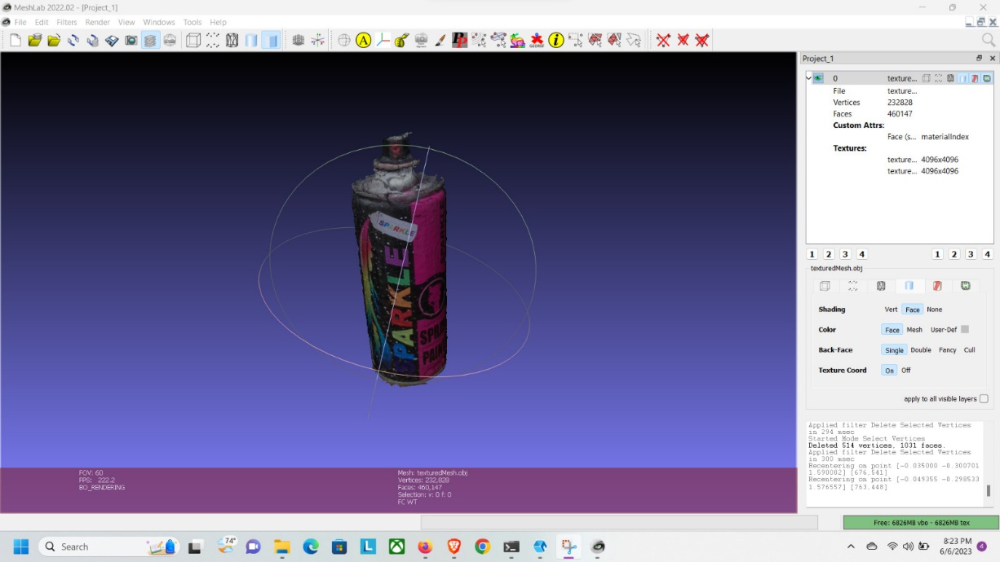 MeshLab 2022.02 - [Project_1]
File Edit Filters Render View Windows Tools Help
Project_1
0 texture...
File texture...
Vertices 232828
Faces 460147
Custom Attrs:
Face (s... materialIndex
Textures:
texture... 4096x4096
texture... 4096x4096
1 2 3 4 1 2 3 4
texturedMesh.obj
Shading Vert Face None
Color Face Mesh User-Def
Back-Face Single Double Fancy Cull
Texture Coord On Off
apply to all visible layers
Applied filter Delete Selected Vertices
in 294 msec
Started Mode Select Vertices
Deleted 514 vertices, 1031 faces.
Applied filter Delete Selected Vertices
in 300 msec
Recentering on point [-0.035000 -0.300701
1.590002] [676,541]
Recentering on point [-0.049355 -0.298533
1.576557] [763,448]
SPARKLE
SPARKLE
SPRAY
PAINT
FOV: 60
FPS: 222.2
BO_RENDERING
Mesh: texturedMesh.obj
Vertices: 232,828
Faces: 460,147
Selection: v: 0 f: 0
FC WT
Free: 6826MB vbo - 6826MB tex
Search
74°
8:23 PM
6/6/2023
4